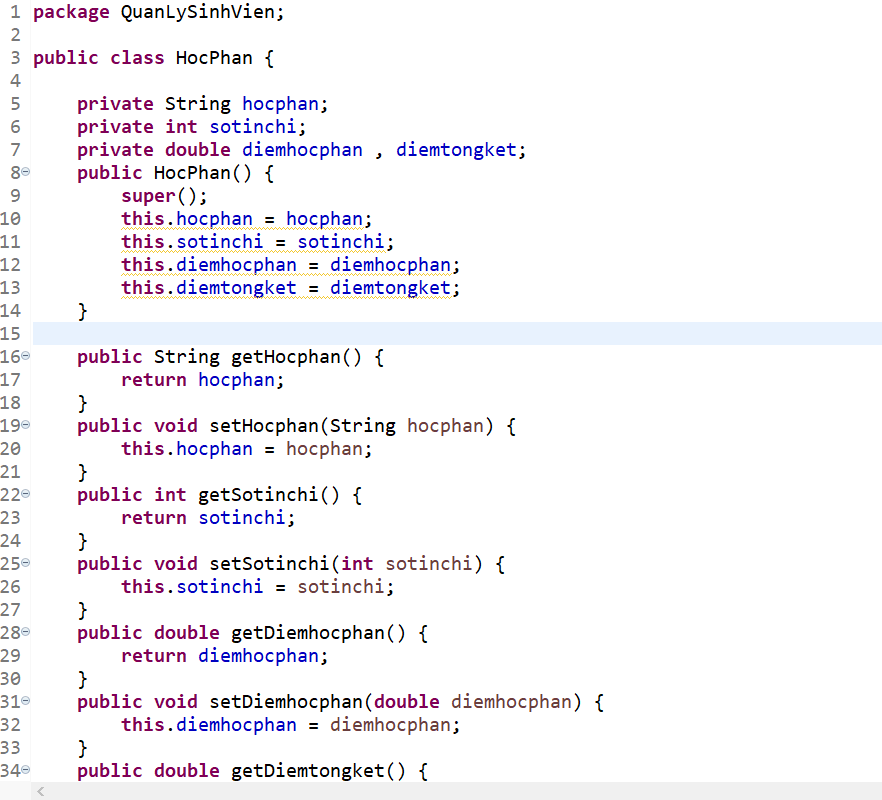 1 package QuanLySinhVien;
2
3 public class HocPhan {
4
5     private String hocphan;
6     private int sotinchi;
7     private double diemhocphan , diemtongket;
8     public HocPhan() {
9         super();
10         this.hocphan = hocphan;
11         this.sotinchi = sotinchi;
12         this.diemhocphan = diemhocphan;
13         this.diemtongket = diemtongket;
14     }
15
16     public String getHocphan() {
17         return hocphan;
18     }
19     public void setHocphan(String hocphan) {
20         this.hocphan = hocphan;
21     }
22     public int getSotinchi() {
23         return sotinchi;
24     }
25     public void setSotinchi(int sotinchi) {
26         this.sotinchi = sotinchi;
27     }
28     public double getDiemhocphan() {
29         return diemhocphan;
30     }
31     public void setDiemhocphan(double diemhocphan) {
32         this.diemhocphan = diemhocphan;
33     }
34     public double getDiemtongket() {